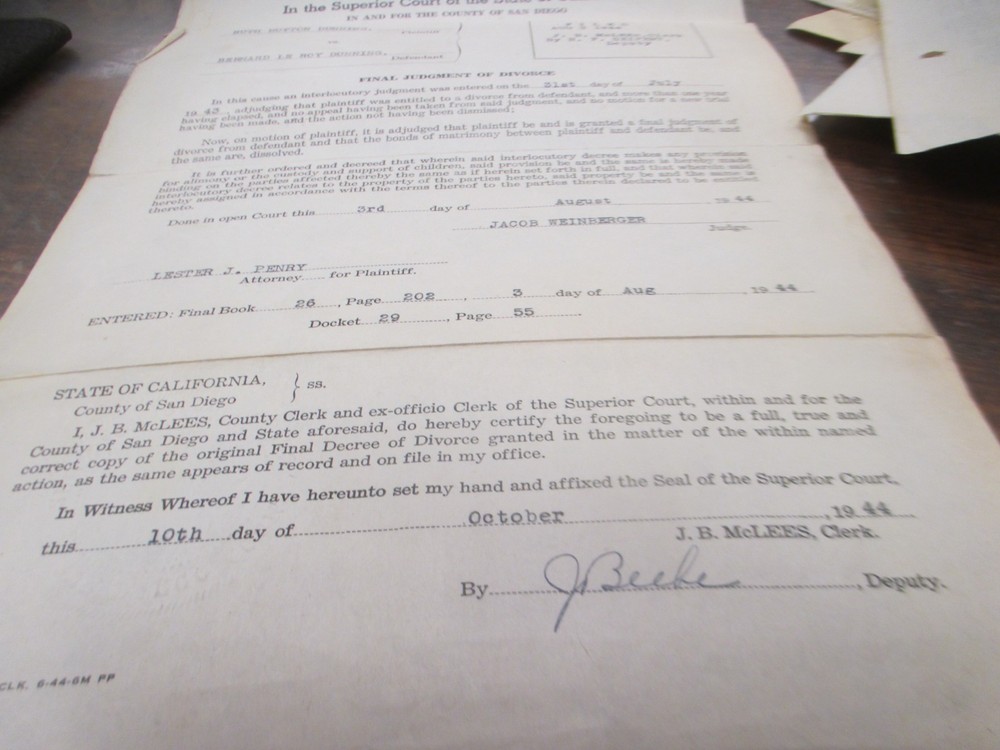 In the Superior Court of the State of
IN AND FOR THE COUNTY OF SAN DIEGO
Plaintiff
vs
LE ROY Defendant
J. B. McLees, Clerk
By
Deputy
FINAL JUDGMENT OF DIVORCE
In this cause an interlocutory judgment was entered on the 31st day of July
19 43 adjudging that plaintiff was entitled to a divorce from defendant, and more than one year
having elapsed, and no appeal having been taken from said judgment, and no motion for a new trial
having been made, and the action not having been dismissed;
Now, on motion of plaintiff, it is adjudged that plaintiff be and is granted a final judgment of
divorce from defendant and that the bonds of matrimony between plaintiff and defendant be, and
the same are, dissolved.
It is further ordered and decreed that wherein said interlocutory decree makes any provision
for alimony or the custody and support of children, said provision be and the same is hereby made
binding on the parties affected thereby the same as if herein set forth in full, and wherein said
interlocutory decree relates to the property of the parties hereto, said property be and the same is
hereby assigned in accordance with the terms thereof to the parties therein declared to be entitled
thereto.
Done in open Court this 3rd day of August 1944
JACOB WEINBERGER
Judge.
LESTER J. PENRY
Attorney for Plaintiff.
ENTERED: Final Book 26, Page 202, 3 day of Aug, 19 44
Docket 29, Page 55.
STATE OF CALIFORNIA, } ss.
County of San Diego
I, J. B. McLEES, County Clerk and ex-officio Clerk of the Superior Court, within and for the
County of San Diego and State aforesaid, do hereby certify the foregoing to be a full, true and
correct copy of the original Final Decree of Divorce granted in the matter of the within named
action, as the same appears of record and on file in my office.
In Witness Whereof I have hereunto set my hand and affixed the Seal of the Superior Court,
this 10th day of October, 19 44
J. B. McLEES, Clerk.
By J Beebe, Deputy.
CLK. 6-44-6M PP